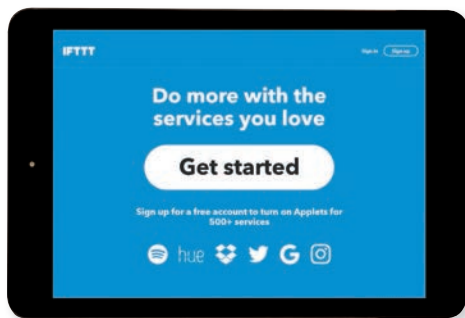 IFTTT
Sign in Sign up
Do more with the
services you love
Get started
Sign up for a free account to turn on Applets for
500+ services
hue